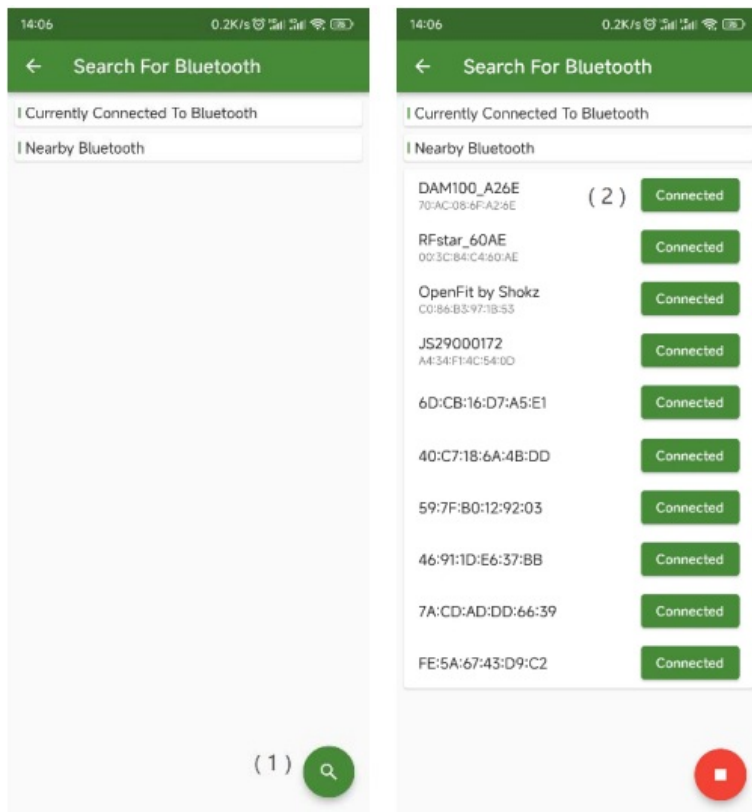 14:06 0.2K/s
Search For Bluetooth
Currently Connected To Bluetooth
Nearby Bluetooth
(1)
14:06 0.2K/s
Search For Bluetooth
Currently Connected To Bluetooth
Nearby Bluetooth
DAM100_A26E
70:AC:08:6F:A2:6E
(2) Connected
RFstar_60AE
00:3C:84:C4:60:AE
Connected
OpenFit by Shokz
C0:86:B3:97:1B:53
Connected
JS29000172
A4:34:F1:4C:54:0D
Connected
6D:CB:16:D7:A5:E1 Connected
40:C7:18:6A:4B:DD Connected
59:7F:B0:12:92:03 Connected
46:91:1D:E6:37:BB Connected
7A:CD:AD:DD:66:39 Connected
FE:5A:67:43:D9:C2 Connected